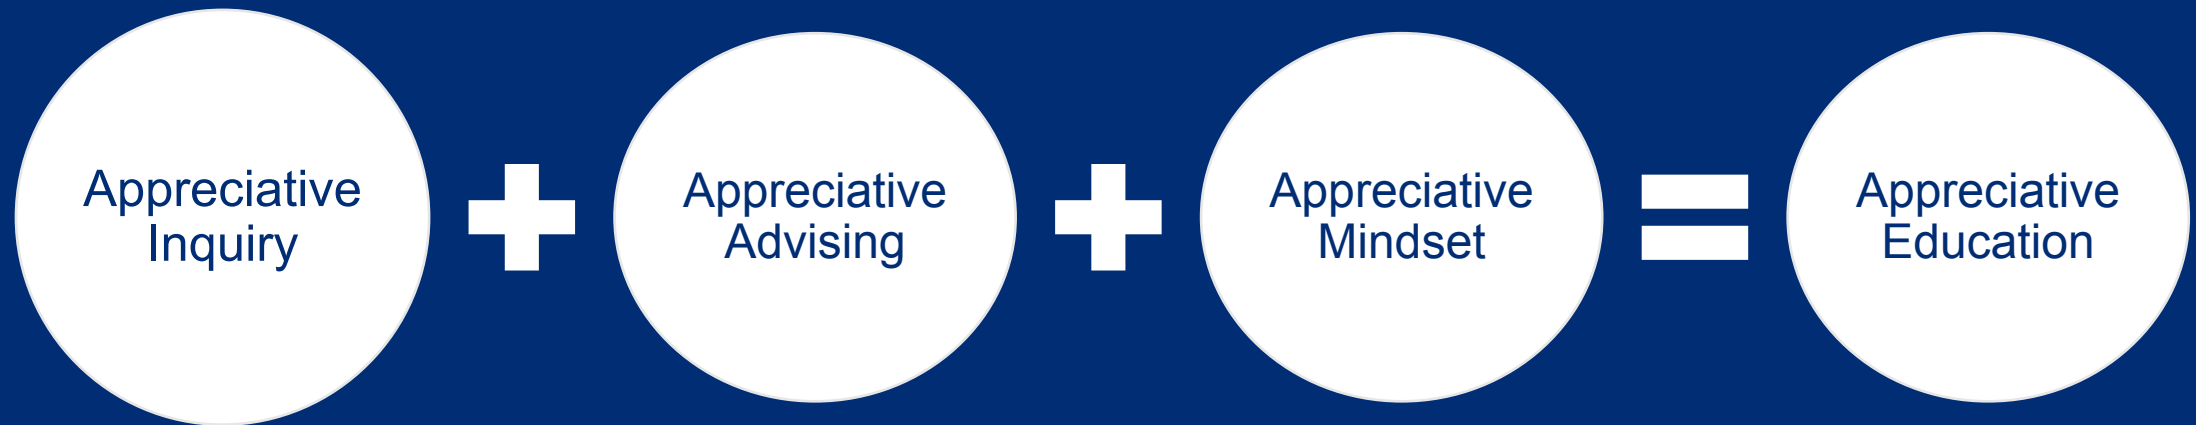 Appreciative
Inquiry
Appreciative
Advising
Appreciative
Mindset
Appreciative
Education